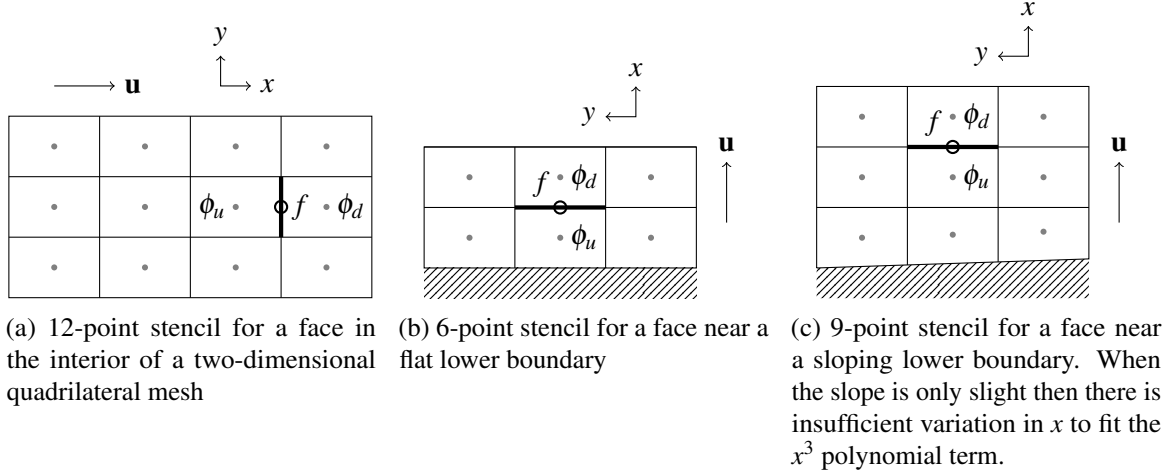 y
x
u
ϕu
f
ϕd
(a) 12-point stencil for a face in
the interior of a two-dimensional
quadrilateral mesh
x
y
u
f
ϕd
ϕu
(b) 6-point stencil for a face near a
flat lower boundary
x
y
f
ϕd
u
ϕu
(c) 9-point stencil for a face near
a sloping lower boundary. When
the slope is only slight then there is
insufficient variation in x to fit the
x³ polynomial term.